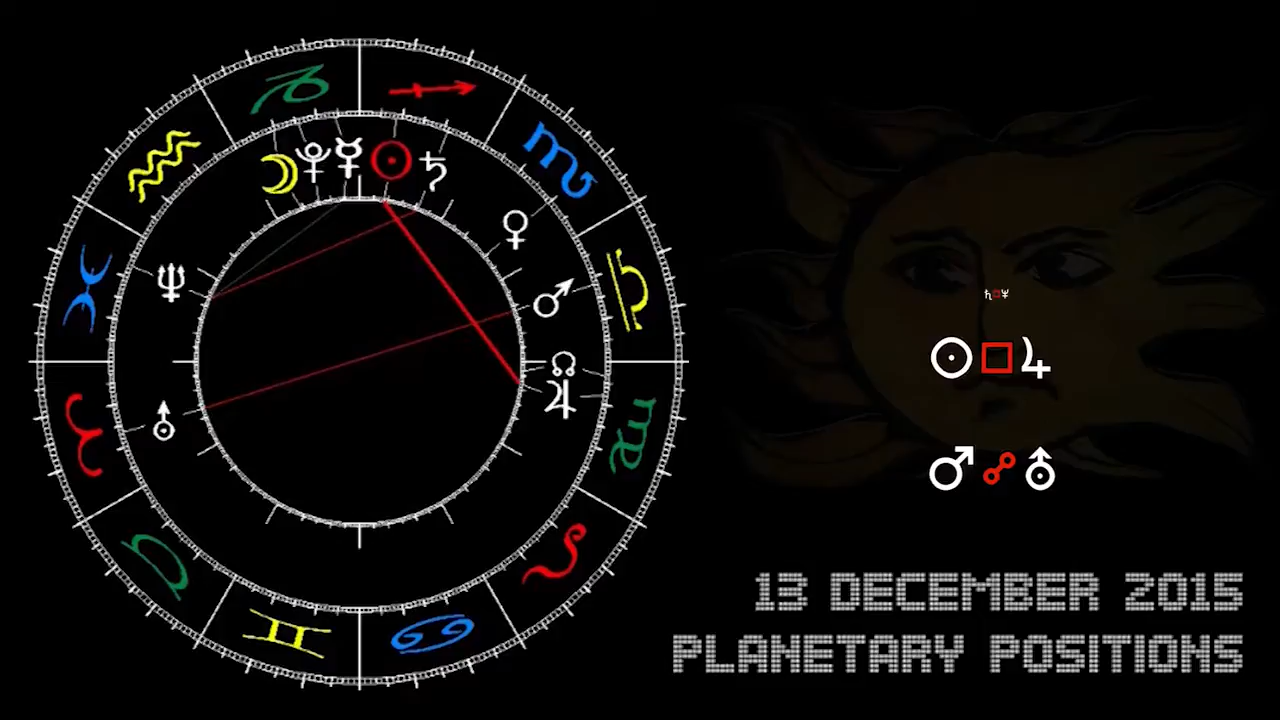 ♄□♆
☉□♃
♂☍⛢
13 DECEMBER 2015
PLANETARY POSITIONS